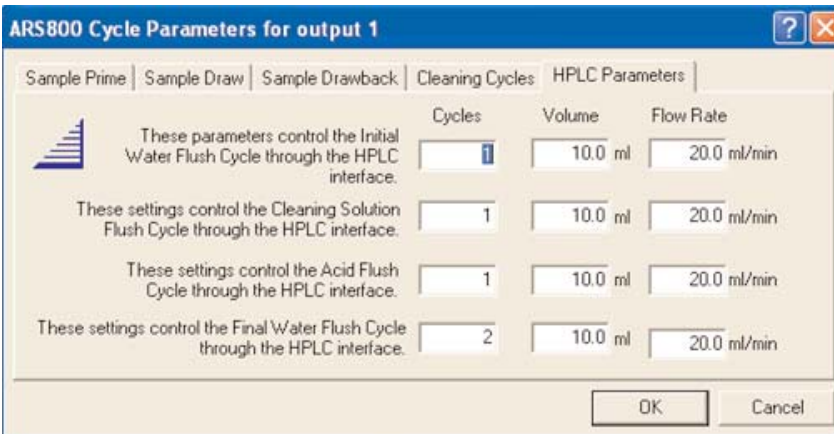 ARS800 Cycle Parameters for output 1
Sample Prime Sample Draw Sample Drawback Cleaning Cycles HPLC Parameters
Cycles Volume Flow Rate
These parameters control the Initial
Water Flush Cycle through the HPLC
interface.
1 10.0 ml 20.0 ml/min
These settings control the Cleaning Solution
Flush Cycle through the HPLC interface.
1 10.0 ml 20.0 ml/min
These settings control the Acid Flush
Cycle through the HPLC interface.
1 10.0 ml 20.0 ml/min
These settings control the Final Water Flush Cycle
through the HPLC interface.
2 10.0 ml 20.0 ml/min
OK Cancel